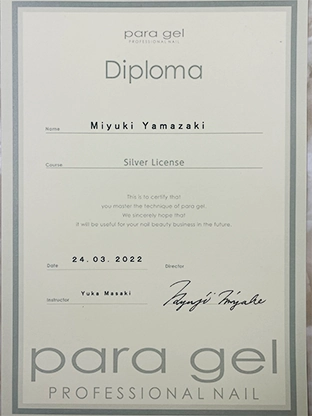 para gel
PROFESSIONAL NAIL
Diploma
Name Miyuki Yamazaki
Course Silver License
This is to certify that
you master the technique of para gel.
We sincerely hope that
it will be useful for your nail beauty business in the future.
Date 24. 03. 2022 Director
Instructor Yuka Masaki
para gel
PROFESSIONAL NAIL